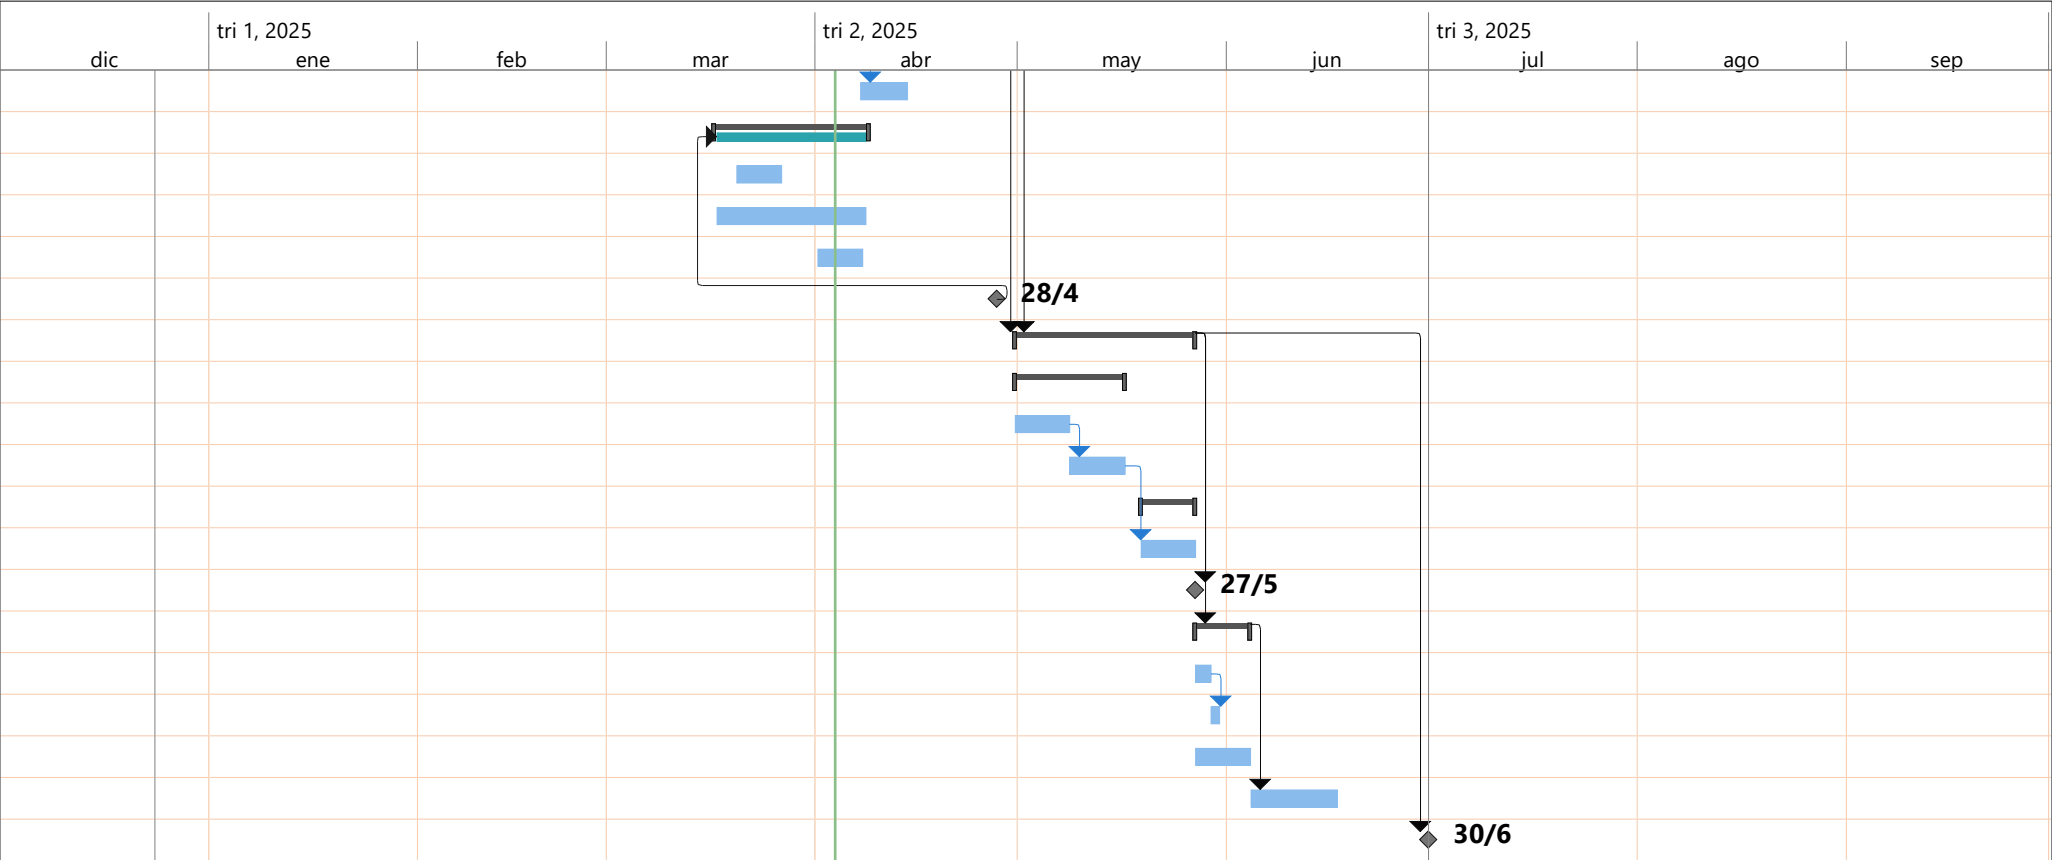 tri 1, 2025 tri 2, 2025 tri 3, 2025
dic ene feb mar abr may jun jul ago sep
28/4
27/5
30/6